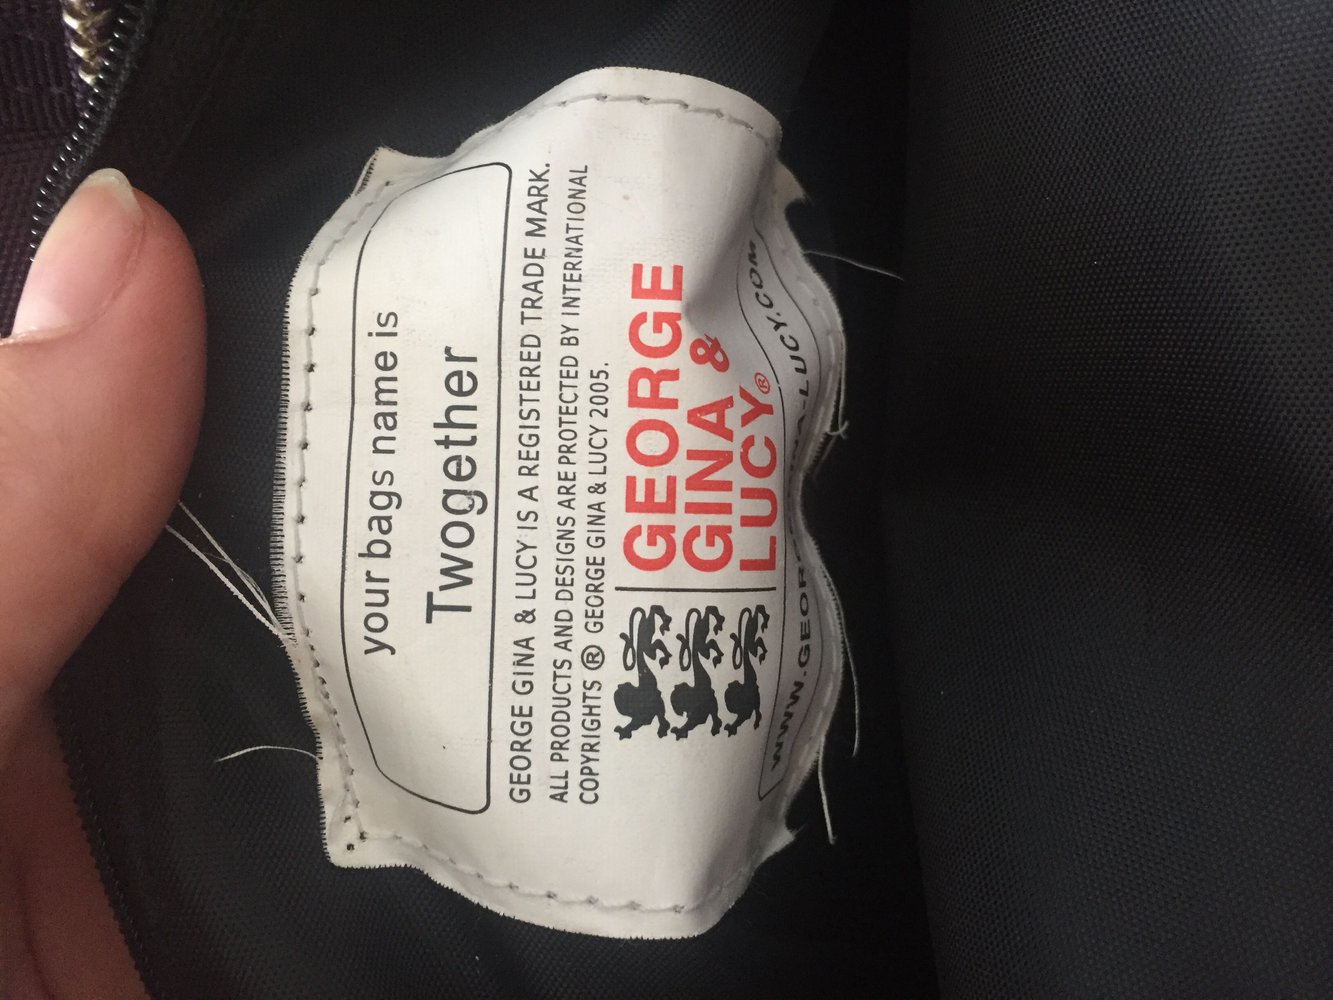 your bags name is
Twogether
GEORGE GINA & LUCY IS A REGISTERED TRADE MARK.
ALL PRODUCTS AND DESIGNS ARE PROTECTED BY INTERNATIONAL
COPYRIGHTS ® GEORGE GINA & LUCY 2005.
GEORGE
GINA &
LUCY®